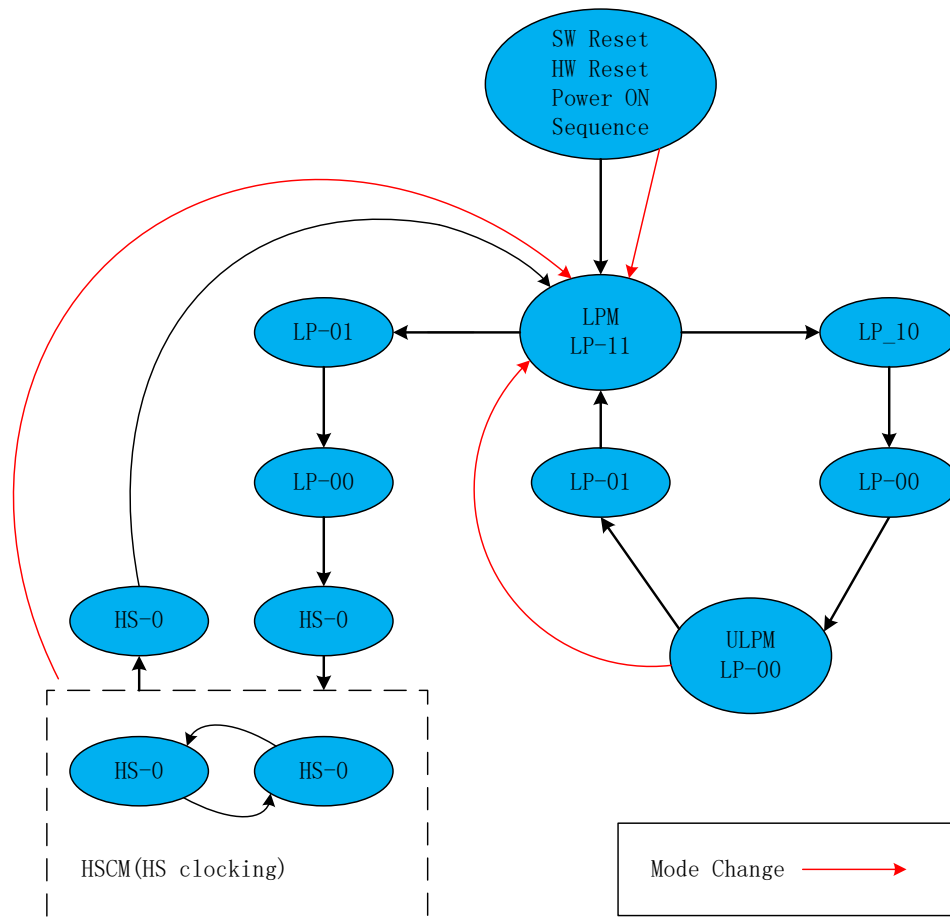 SW Reset
HW Reset
Power ON
Sequence
LPM
LP-11
LP-01
LP_10
LP-00
LP-01
LP-00
HS-0
HS-0
ULPM
LP-00
HS-0
HS-0
HSCM(HS clocking)
Mode Change